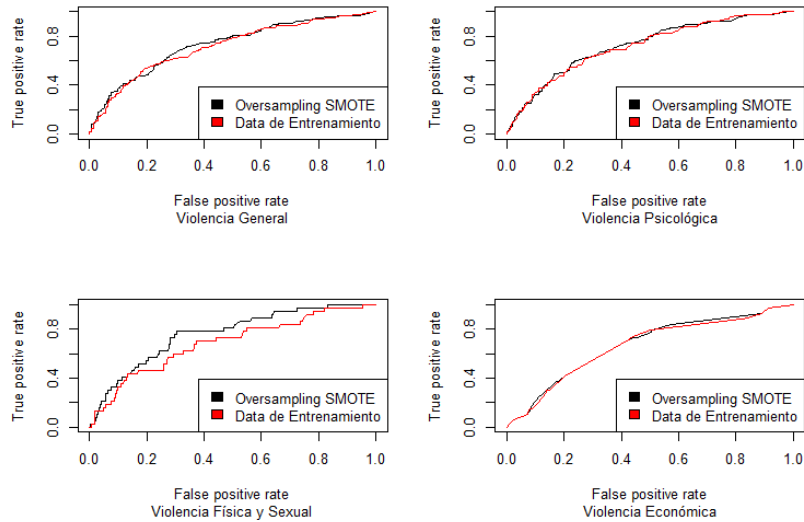 True positive rate
0.0 0.4 0.8
Oversampling SMOTE
Data de Entrenamiento
0.0 0.2 0.4 0.6 0.8 1.0
False positive rate
Violencia General
True positive rate
0.0 0.4 0.8
Oversampling SMOTE
Data de Entrenamiento
0.0 0.2 0.4 0.6 0.8 1.0
False positive rate
Violencia Psicológica
True positive rate
0.0 0.4 0.8
Oversampling SMOTE
Data de Entrenamiento
0.0 0.2 0.4 0.6 0.8 1.0
False positive rate
Violencia Física y Sexual
True positive rate
0.0 0.4 0.8
Oversampling SMOTE
Data de Entrenamiento
0.0 0.2 0.4 0.6 0.8 1.0
False positive rate
Violencia Económica